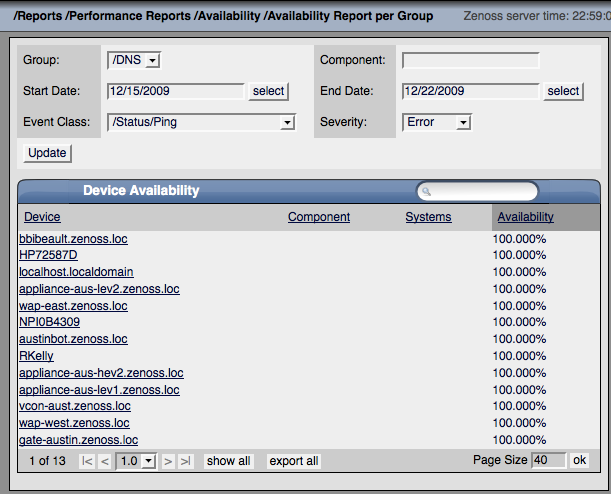 /Reports /Performance Reports /Availability /Availability Report per Group Zenoss server time: 22:59:0
Group: /DNS Component:
Start Date: 12/15/2009 select End Date: 12/22/2009 select
Event Class: /Status/Ping Severity: Error
Update
Device Availability
Device Component Systems Availability
bbibeault.zenoss.loc 100.000%
HP72587D 100.000%
localhost.localdomain 100.000%
appliance-aus-lev2.zenoss.loc 100.000%
wap-east.zenoss.loc 100.000%
NPI0B4309 100.000%
austinbot.zenoss.loc 100.000%
RKelly 100.000%
appliance-aus-hev2.zenoss.loc 100.000%
appliance-aus-lev1.zenoss.loc 100.000%
vcon-aust.zenoss.loc 100.000%
wap-west.zenoss.loc 100.000%
gate-austin.zenoss.loc 100.000%
1 of 13 |< < 1.0 > >| show all export all Page Size 40 ok